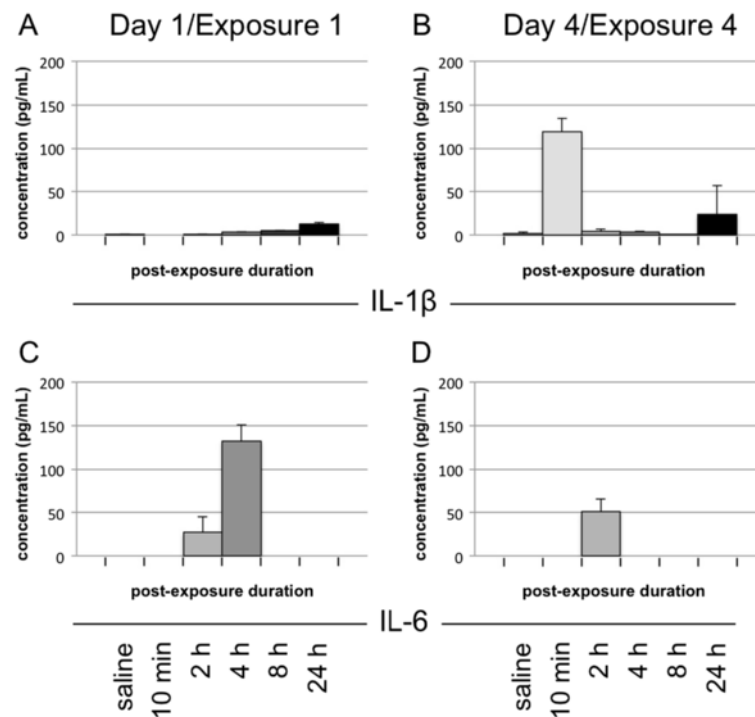 A Day 1/Exposure 1
B Day 4/Exposure 4
concentration (pg/mL)
200
150
100
50
0
post-exposure duration
concentration (pg/mL)
200
150
100
50
0
post-exposure duration
IL-1β
C
concentration (pg/mL)
200
150
100
50
0
post-exposure duration
D
concentration (pg/mL)
200
150
100
50
0
post-exposure duration
IL-6
saline
10 min
2 h
4 h
8 h
24 h
saline
10 min
2 h
4 h
8 h
24 h